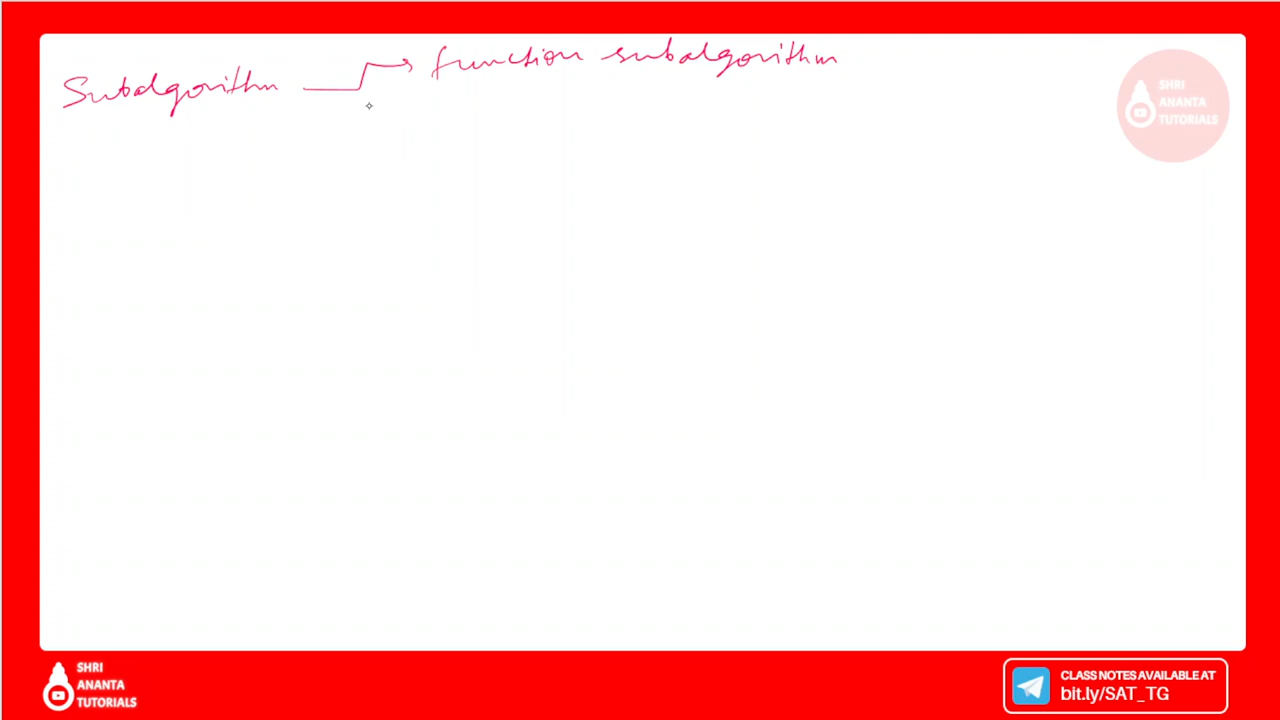 Subalgorithm → function subalgorithm
SHRI
ANANTA
TUTORIALS
SHRI
ANANTA
TUTORIALS
CLASS NOTES AVAILABLE AT
bit.ly/SAT_TG